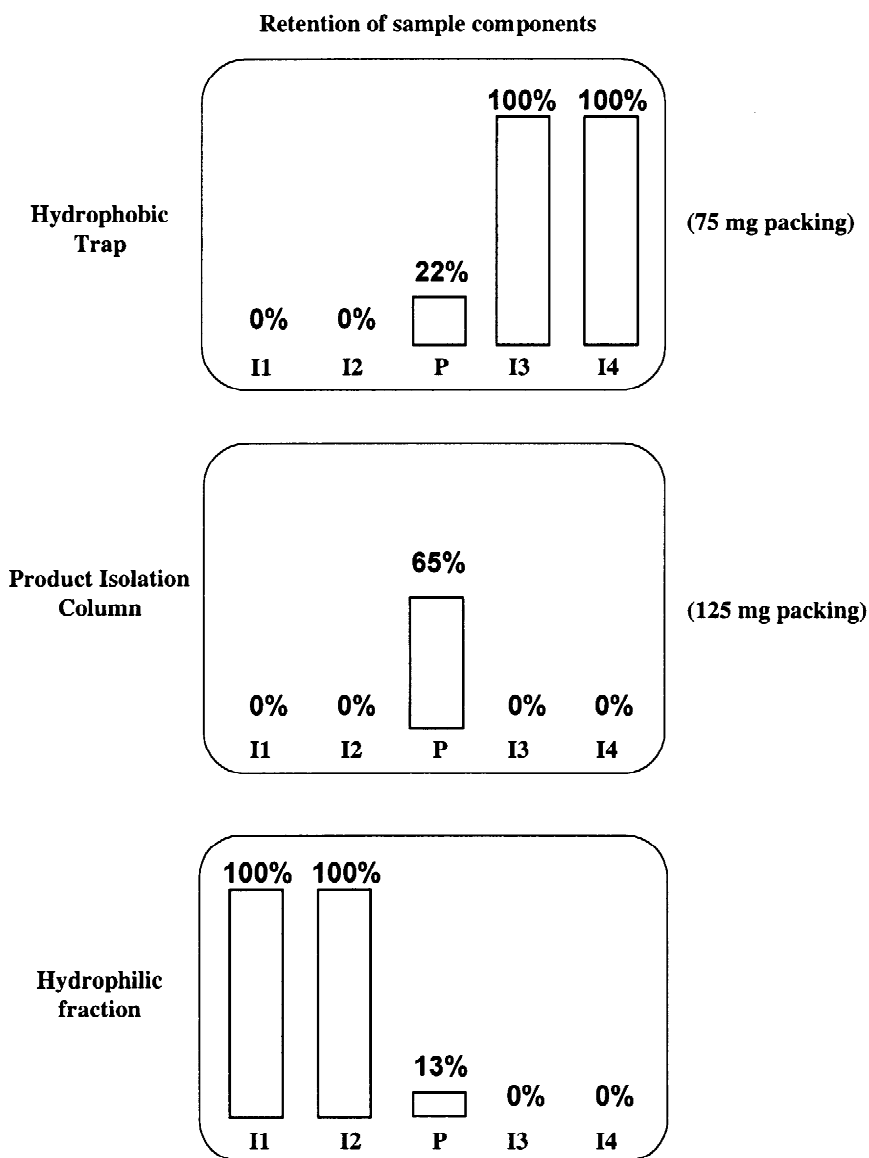 Retention of sample components
100% 100%
Hydrophobic
Trap
(75 mg packing)
22%
0% 0%
I1 I2 P I3 I4
65%
Product Isolation
Column
(125 mg packing)
0% 0% 0% 0%
I1 I2 P I3 I4
100% 100%
Hydrophilic
fraction
13%
0% 0%
I1 I2 P I3 I4